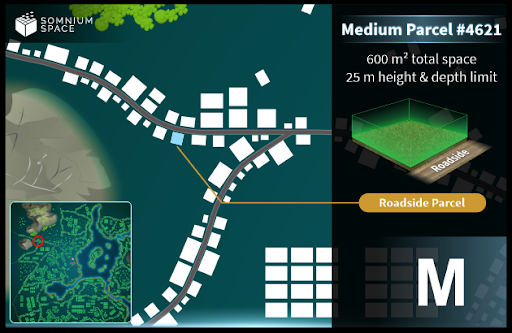 SOMNIUM
SPACE
Medium Parcel #4621
600 m² total space
25 m height & depth limit
Roadside
Roadside Parcel
M